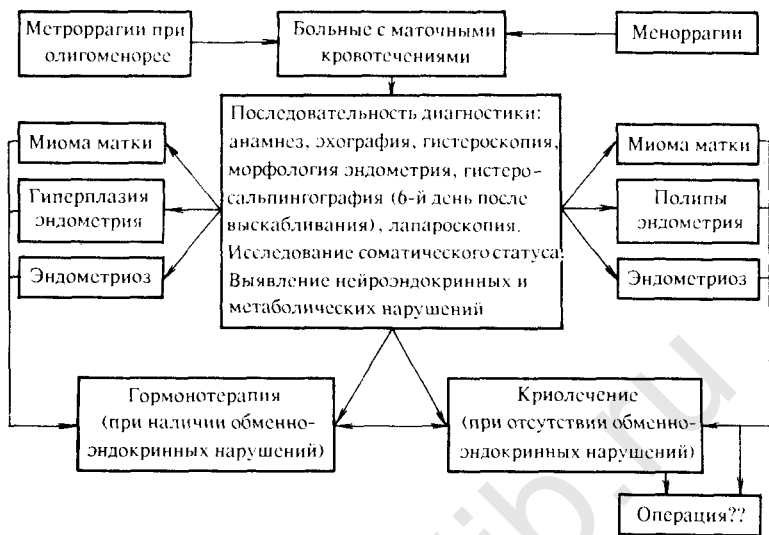 Метроррагии при
олигоменорее
Больные с маточными
кровотечениями
Меноррагии
Последовательность диагностики:
анамнез, эхография, гистероскопия,
морфология эндометрия, гистеро-
сальпингография (6-й день после
выскабливания), лапароскопия.
Исследование соматического статуса.
Выявление нейроэндокринных и
метаболических нарушений
Миома матки
Гиперплазия
эндометрия
Эндометриоз
Миома матки
Полипы
эндометрия
Эндометриоз
Гормонотерапия
(при наличии обменно-
эндокринных нарушений)
Криолечение
(при отсутствии обменно-
эндокринных нарушений)
Операция??
lib.ru